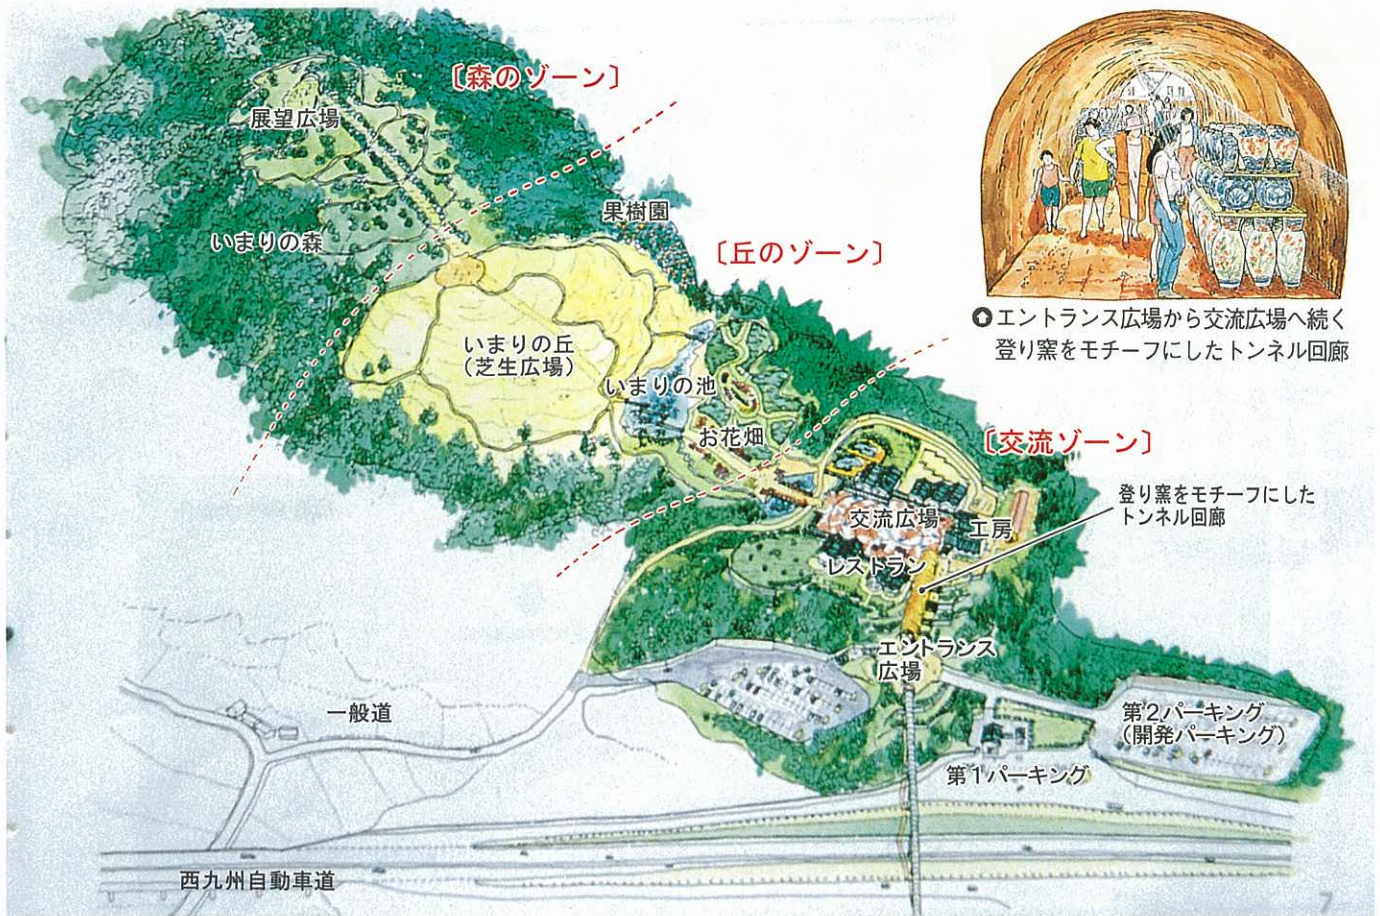 〔森のゾーン〕
展望広場
いまりの森
果樹園
〔丘のゾーン〕
いまりの丘
(芝生広場)
いまりの池
お花畑
エントランス広場から交流広場へ続く
登り窯をモチーフにしたトンネル回廊
〔交流ゾーン〕
登り窯をモチーフにした
トンネル回廊
交流広場
工房
レストラン
エントランス
広場
一般道
第2パーキング
(開発パーキング)
第1パーキング
西九州自動車道
7